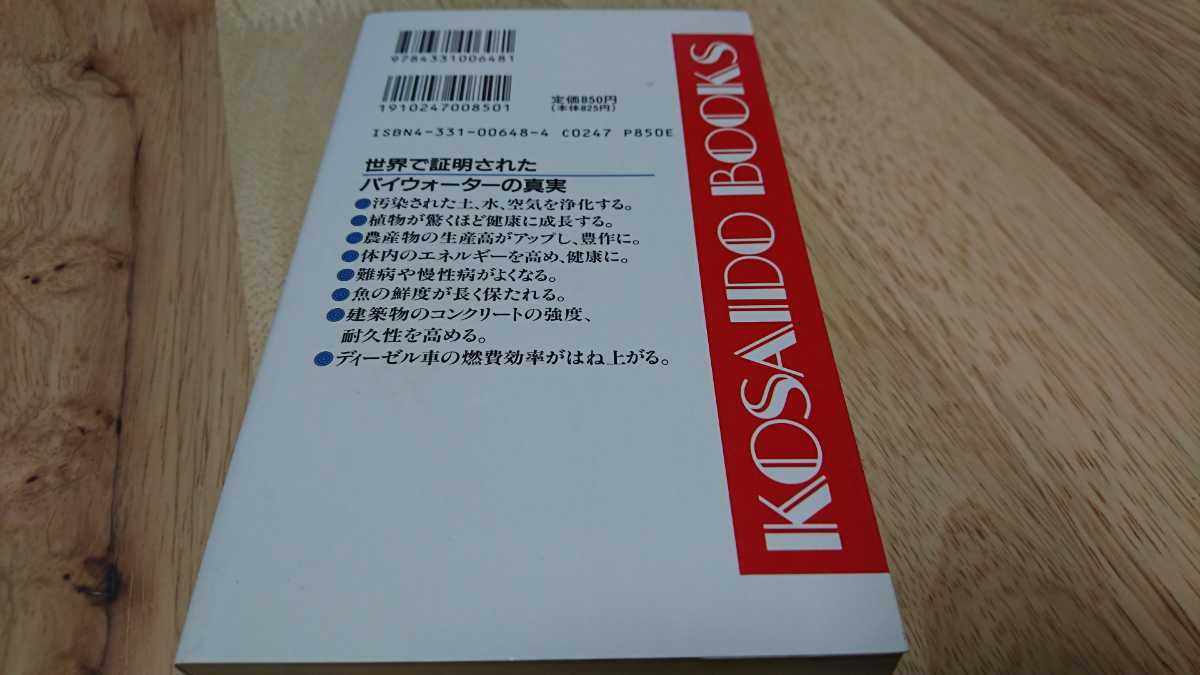 9784331006481
1910247008501
定価850円
(本体825円)
ISBN4-331-00648-4 C0247 P850E
世界で証明された
パイウォーターの真実
●汚染された土、水、空気を浄化する。
●植物が驚くほど健康に成長する。
●農産物の生産高がアップし、豊作に。
●体内のエネルギーを高め、健康に。
●難病や慢性病がよくなる。
●魚の鮮度が長く保たれる。
●建築物のコンクリートの強度、
耐久性を高める。
●ディーゼル車の燃費効率がはね上がる。
KOSAIDO BOOKS